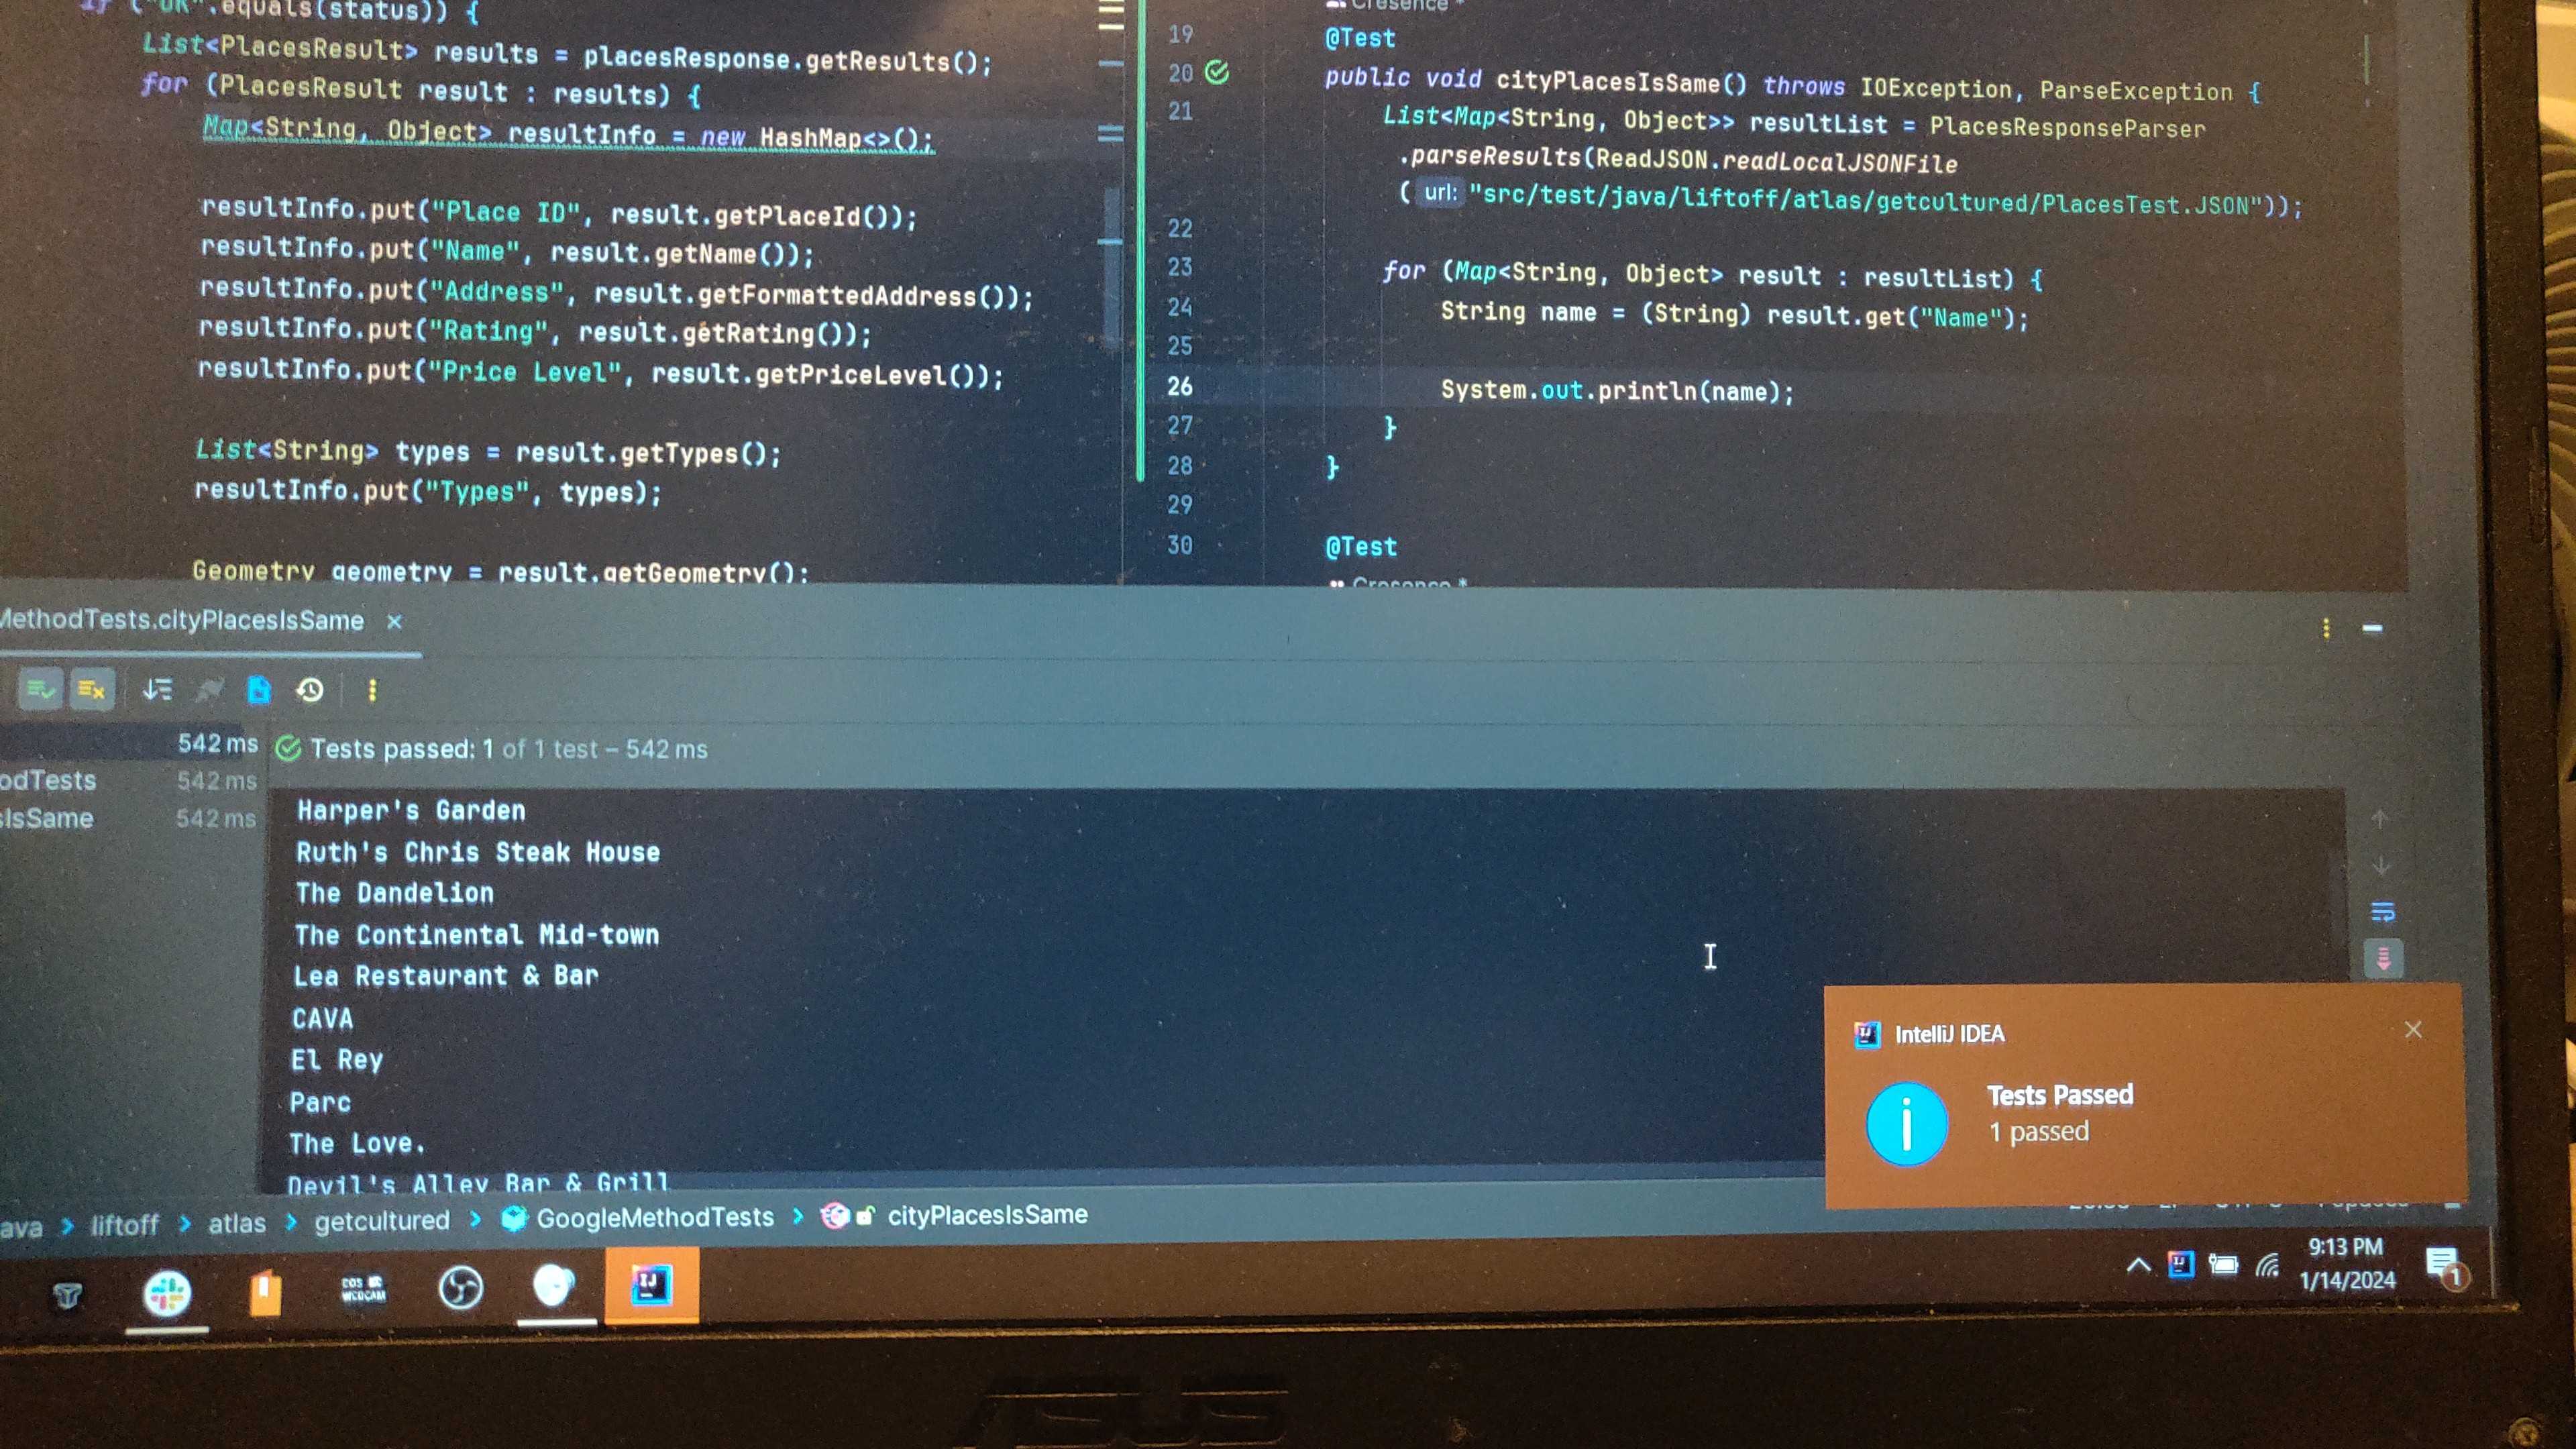 if ("OK".equals(status)) {
List<PlacesResult> results = placesResponse.getResults();
for (PlacesResult result : results) {
Map<String, Object> resultInfo = new HashMap<>();
resultInfo.put("Place ID", result.getPlaceId());
resultInfo.put("Name", result.getName());
resultInfo.put("Address", result.getFormattedAddress());
resultInfo.put("Rating", result.getRating());
resultInfo.put("Price Level", result.getPriceLevel());
List<String> types = result.getTypes();
resultInfo.put("Types", types);
Geometry geometry = result.getGeometry();
Cresence *
19 @Test
20 public void cityPlacesIsSame() throws IOException, ParseException {
21 List<Map<String, Object>> resultList = PlacesResponseParser
.parseResults(ReadJSON.readLocalJSONFile
( url: "src/test/java/liftoff/atlas/getcultured/PlacesTest.JSON"));
22
23 for (Map<String, Object> result : resultList) {
24 String name = (String) result.get("Name");
25
26 System.out.println(name);
27 }
28 }
29
30 @Test
Cresence *
MethodTests.cityPlacesIsSame
542 ms
Tests passed: 1 of 1 test – 542 ms
odTests 542 ms
sIsSame 542 ms
Harper's Garden
Ruth's Chris Steak House
The Dandelion
The Continental Mid-town
Lea Restaurant & Bar
CAVA
El Rey
Parc
The Love.
Devil's Alley Bar & Grill
IntelliJ IDEA
Tests Passed
1 passed
ava > liftoff > atlas > getcultured > GoogleMethodTests > cityPlacesIsSame
COS
WEBCAM
IJ
9:13 PM
1/14/2024
1
ASUS